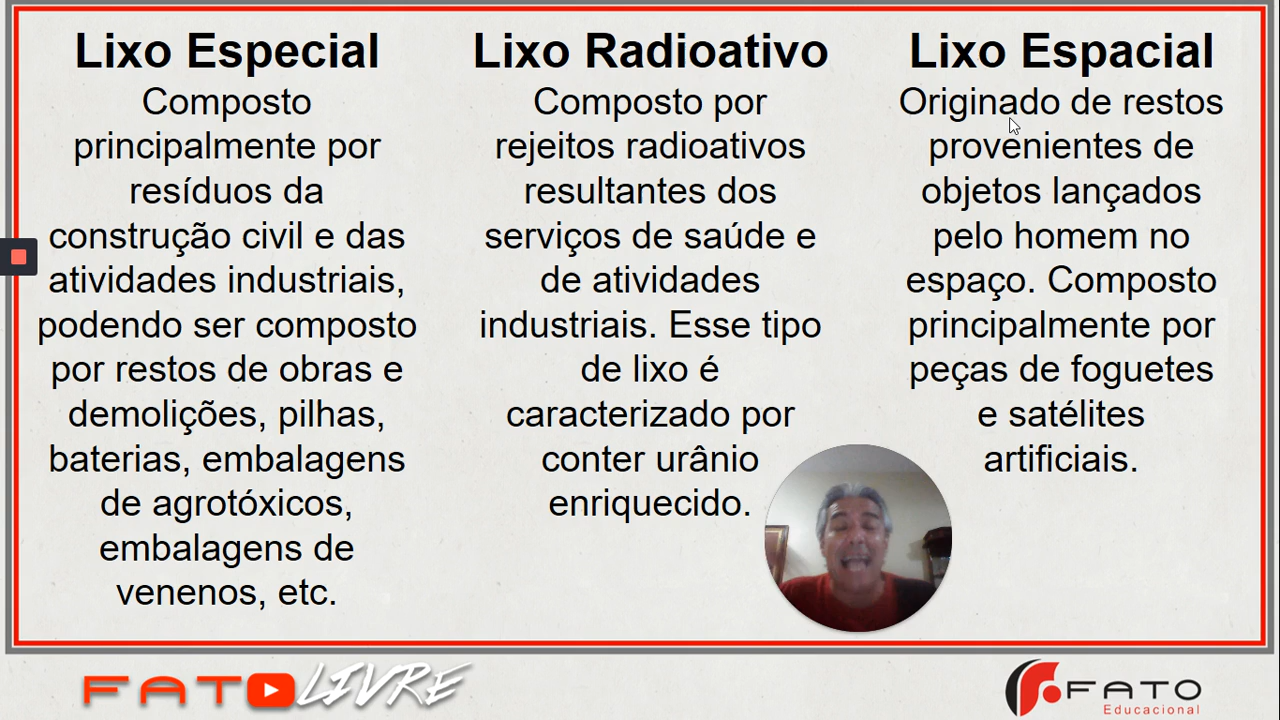 Lixo Especial
Composto
principalmente por
resíduos da
construção civil e das
atividades industriais,
podendo ser composto
por restos de obras e
demolições, pilhas,
baterias, embalagens
de agrotóxicos,
embalagens de
venenos, etc.
Lixo Radioativo
Composto por
rejeitos radioativos
resultantes dos
serviços de saúde e
de atividades
industriais. Esse tipo
de lixo é
caracterizado por
conter urânio
enriquecido.
Lixo Espacial
Originado de restos
provenientes de
objetos lançados
pelo homem no
espaço. Composto
principalmente por
peças de foguetes
e satélites
artificiais.
FATO LIVRE
FATO
Educacional